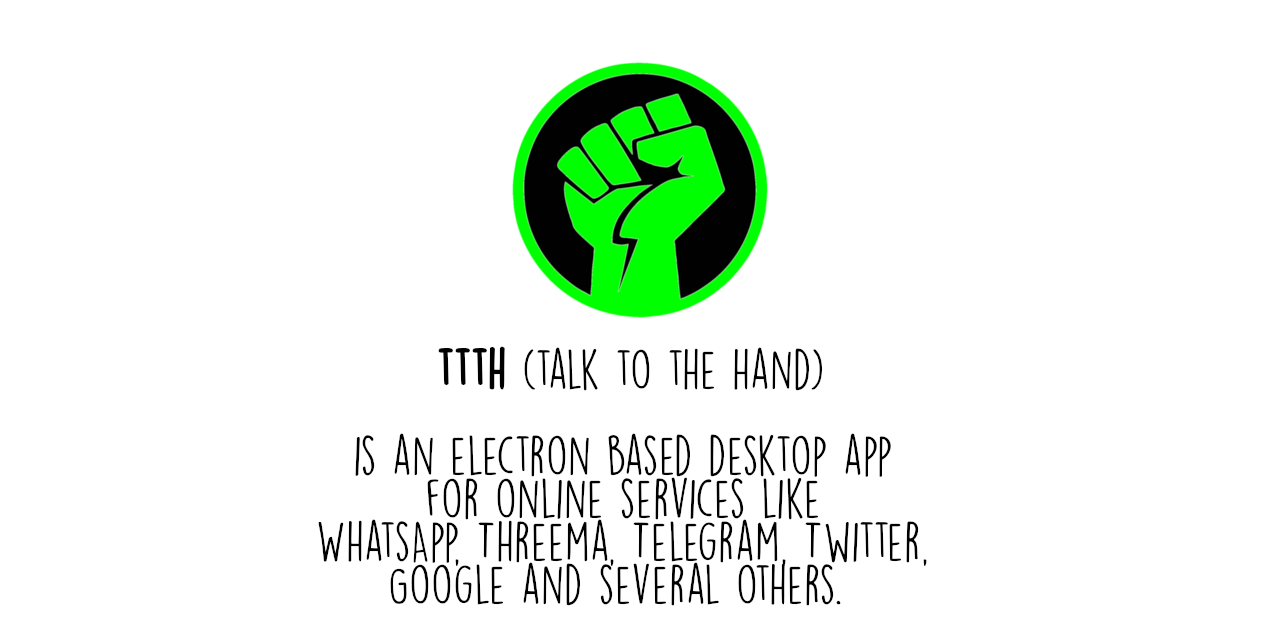 TTTH (TALK TO THE HAND)
IS AN ELECTRON BASED DESKTOP APP
FOR ONLINE SERVICES LIKE
WHATSAPP, THREEMA, TELEGRAM, TWITTER,
GOOGLE AND SEVERAL OTHERS.